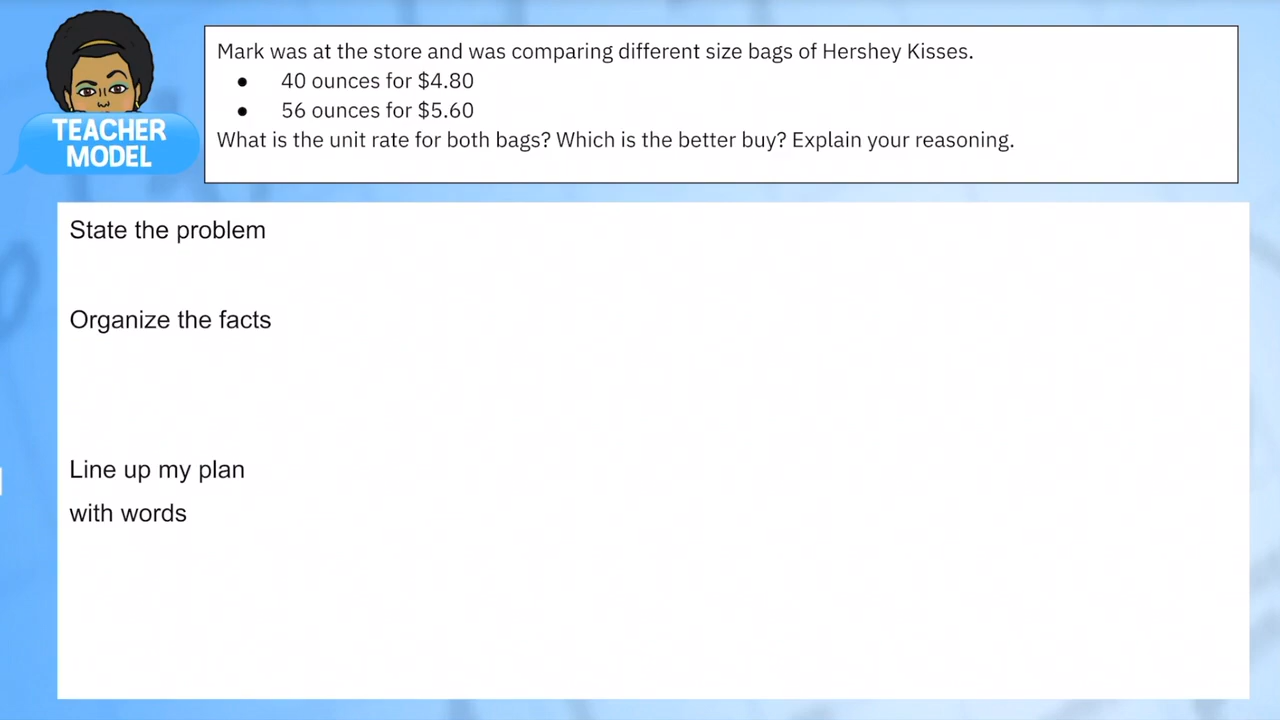 Mark was at the store and was comparing different size bags of Hershey Kisses.
● 40 ounces for $4.80
● 56 ounces for $5.60
What is the unit rate for both bags? Which is the better buy? Explain your reasoning.
TEACHER
MODEL
State the problem
Organize the facts
Line up my plan
with words